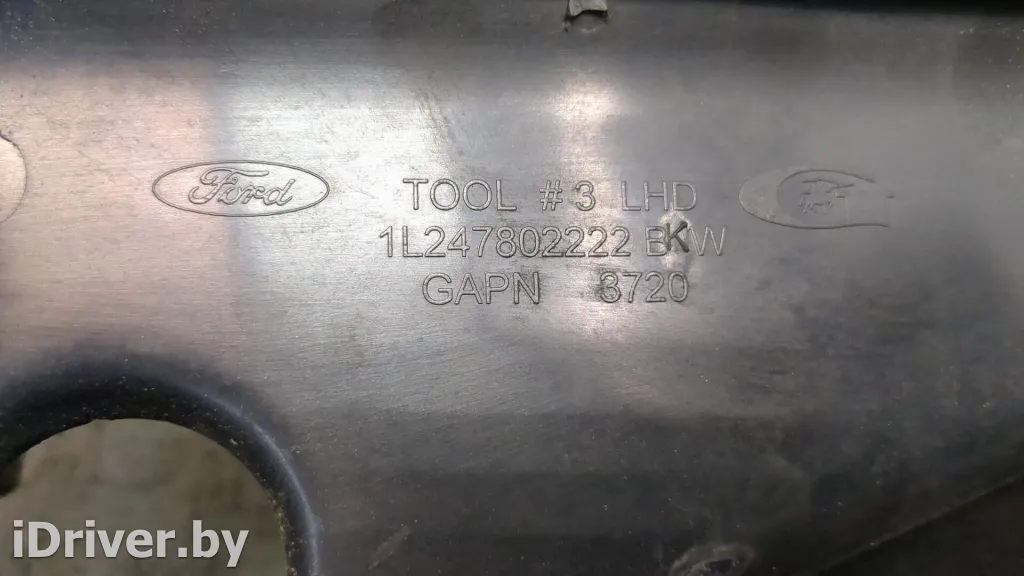 Ford
TOOL #3 LHD
1L247802222 BKW
GAPN 3720
iDriver.by